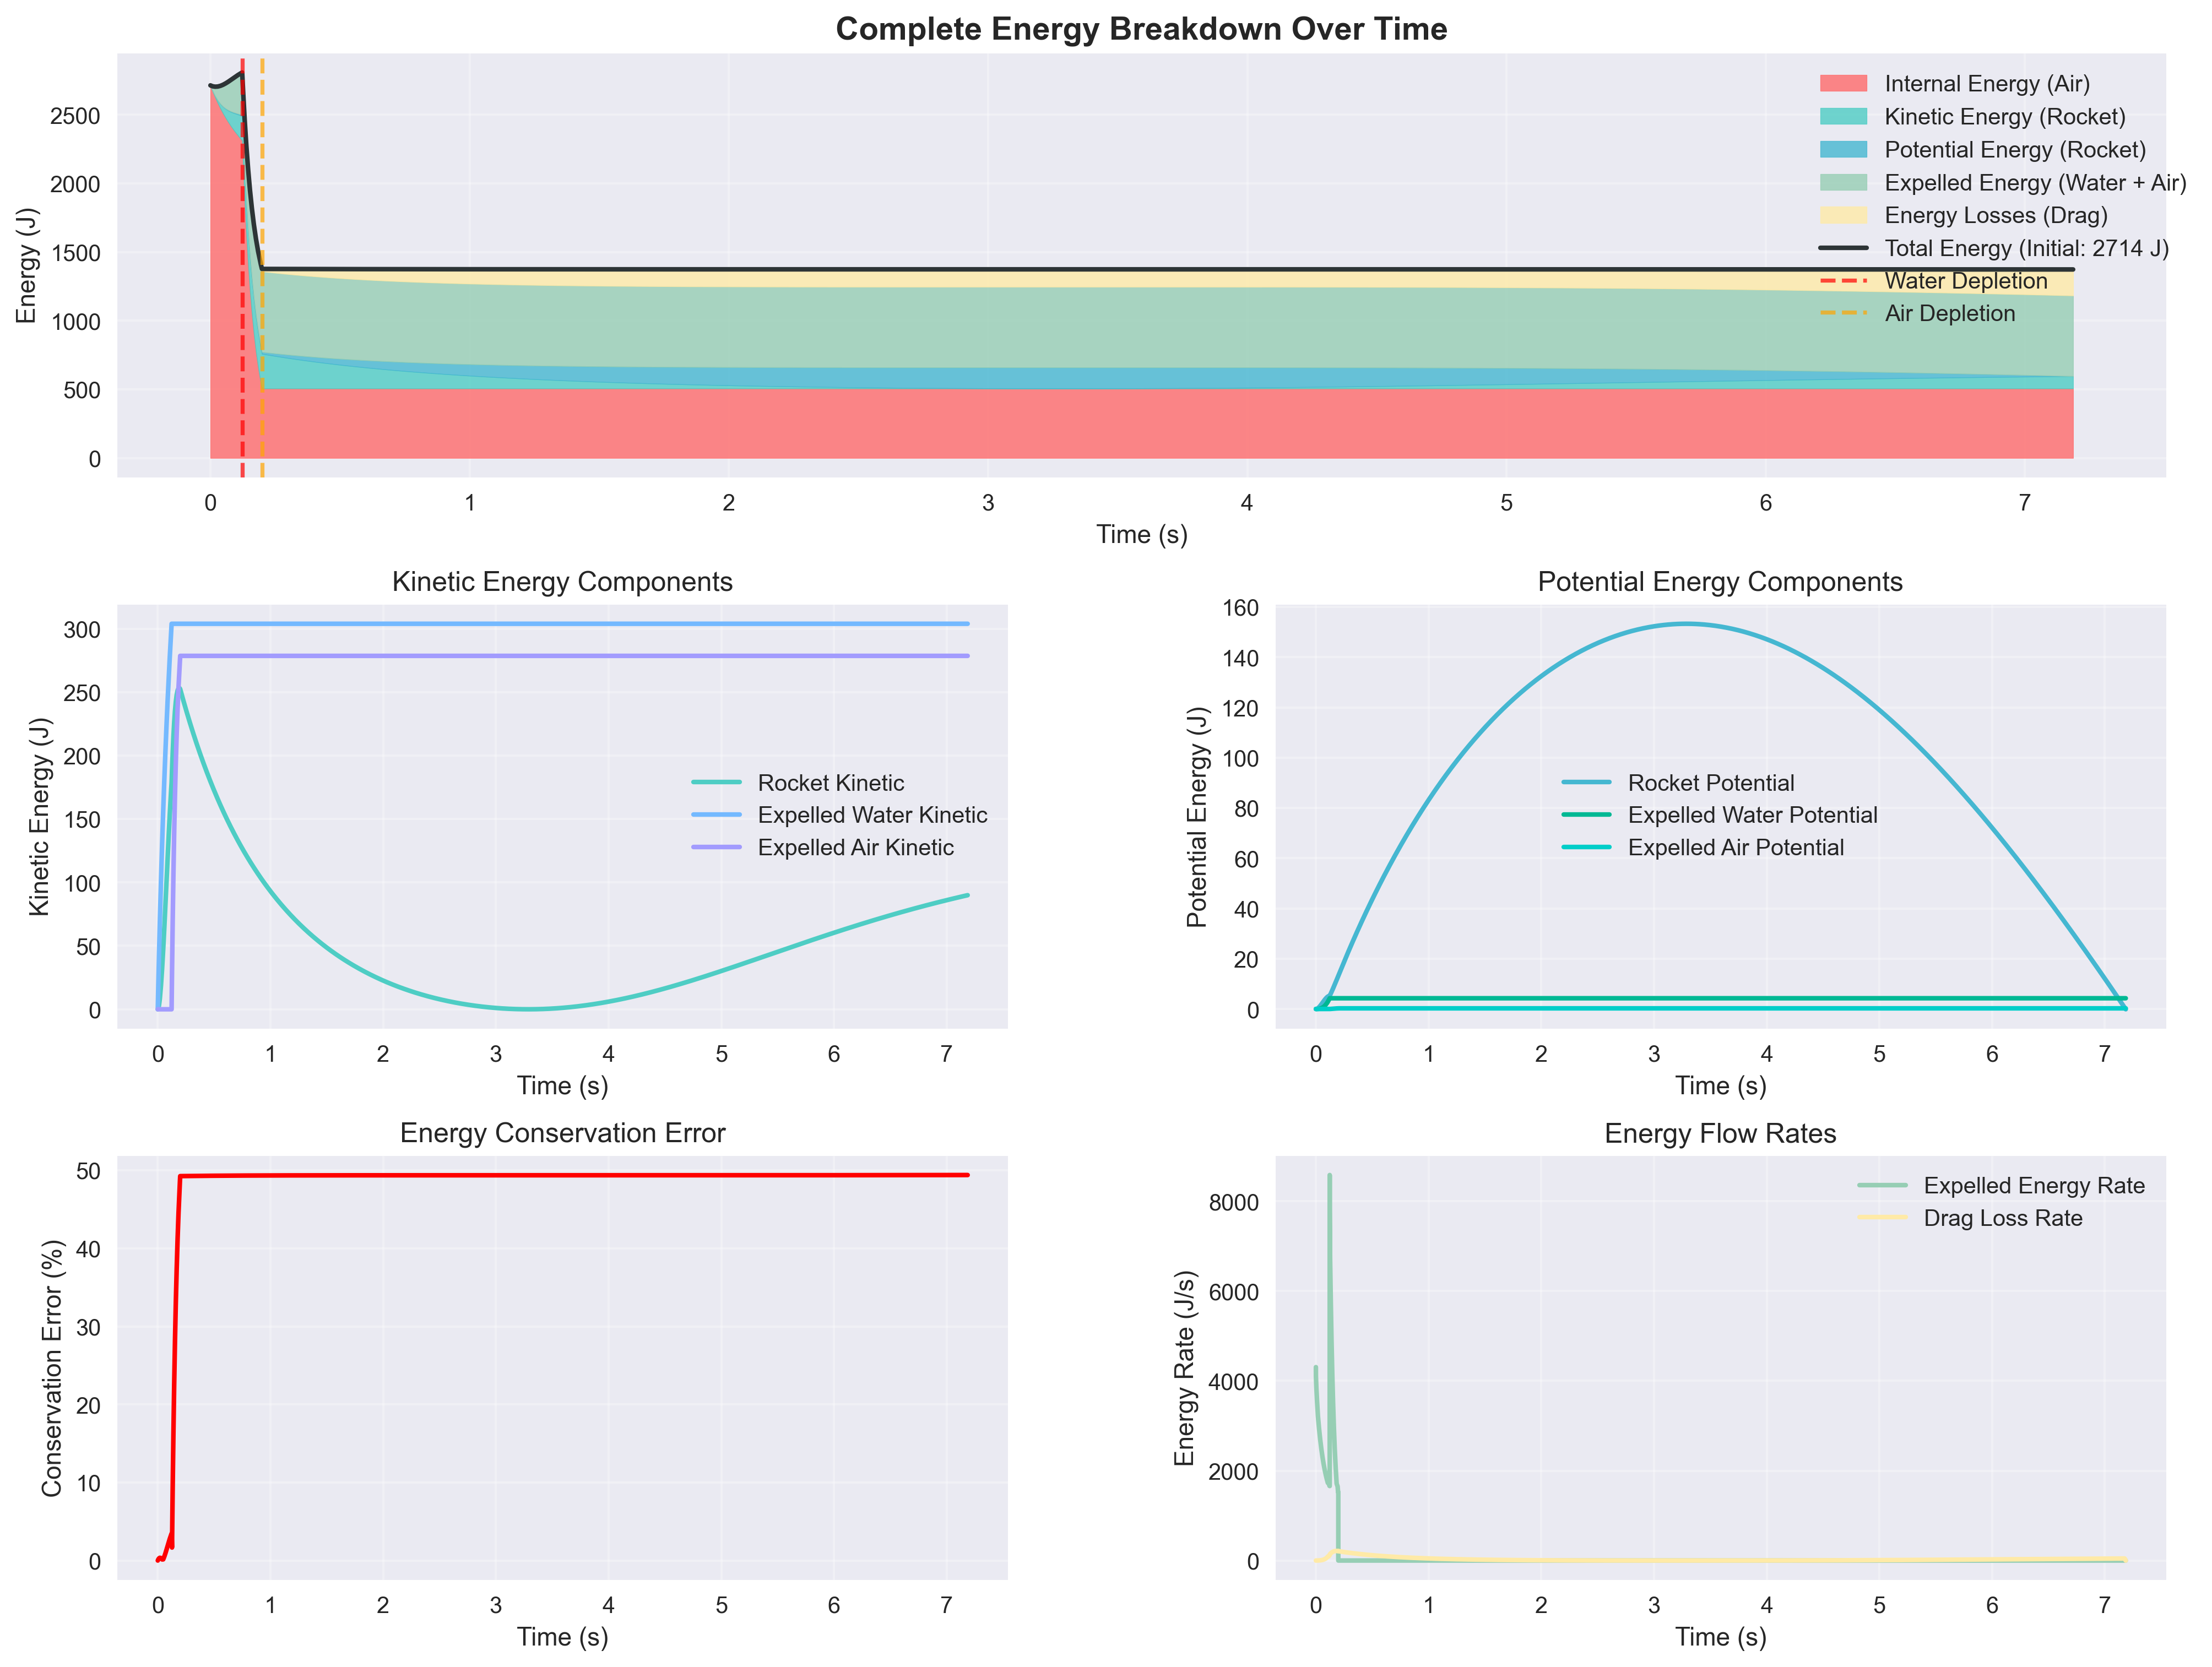 Complete Energy Breakdown Over Time
Energy (J)
2500
2000
1500
1000
500
0
Internal Energy (Air)
Kinetic Energy (Rocket)
Potential Energy (Rocket)
Expelled Energy (Water + Air)
Energy Losses (Drag)
Total Energy (Initial: 2714 J)
Water Depletion
Air Depletion
0 1 2 3 4 5 6 7
Time (s)
Kinetic Energy Components
Kinetic Energy (J)
300
250
200
150
100
50
0
Rocket Kinetic
Expelled Water Kinetic
Expelled Air Kinetic
0 1 2 3 4 5 6 7
Time (s)
Potential Energy Components
Potential Energy (J)
160
140
120
100
80
60
40
20
0
Rocket Potential
Expelled Water Potential
Expelled Air Potential
0 1 2 3 4 5 6 7
Time (s)
Energy Conservation Error
Conservation Error (%)
50
40
30
20
10
0
0 1 2 3 4 5 6 7
Time (s)
Energy Flow Rates
Energy Rate (J/s)
8000
6000
4000
2000
0
Expelled Energy Rate
Drag Loss Rate
0 1 2 3 4 5 6 7
Time (s)